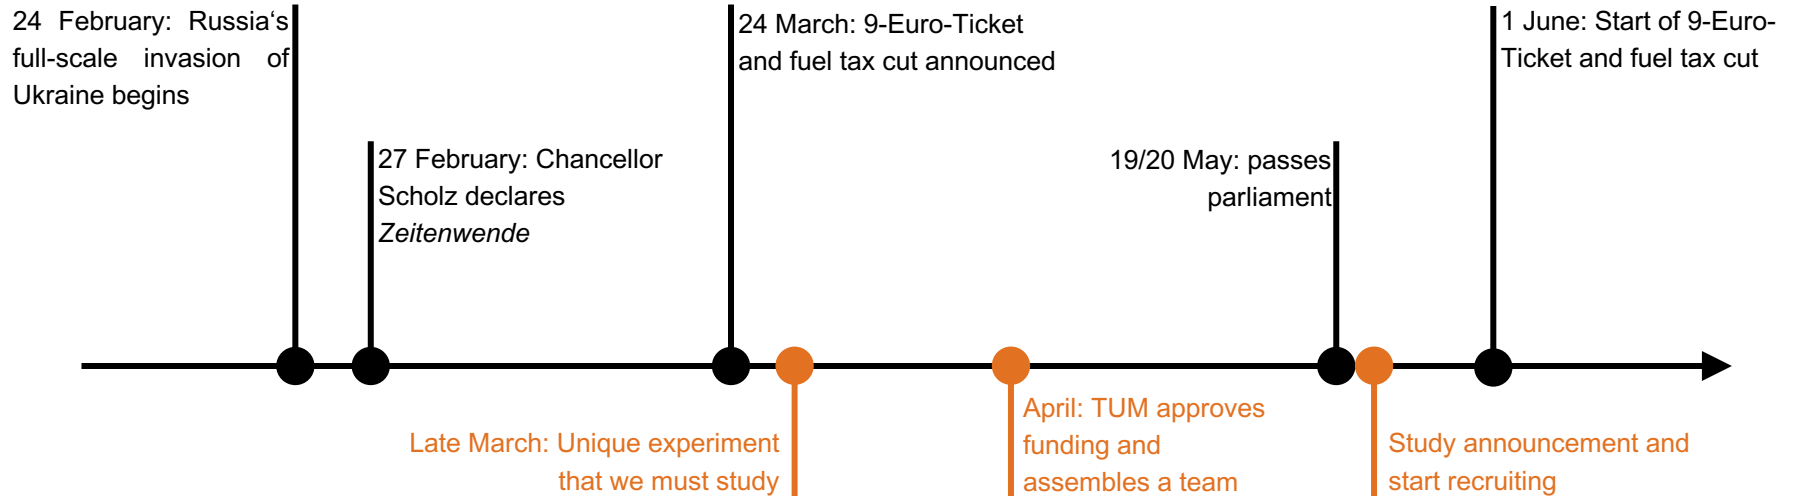 24 February: Russia‘s
full-scale invasion of
Ukraine begins
27 February: Chancellor
Scholz declares
Zeitenwende
24 March: 9-Euro-Ticket
and fuel tax cut announced
19/20 May: passes
parliament
1 June: Start of 9-Euro-
Ticket and fuel tax cut
Late March: Unique experiment
that we must study
April: TUM approves
funding and
assembles a team
Study announcement and
start recruiting